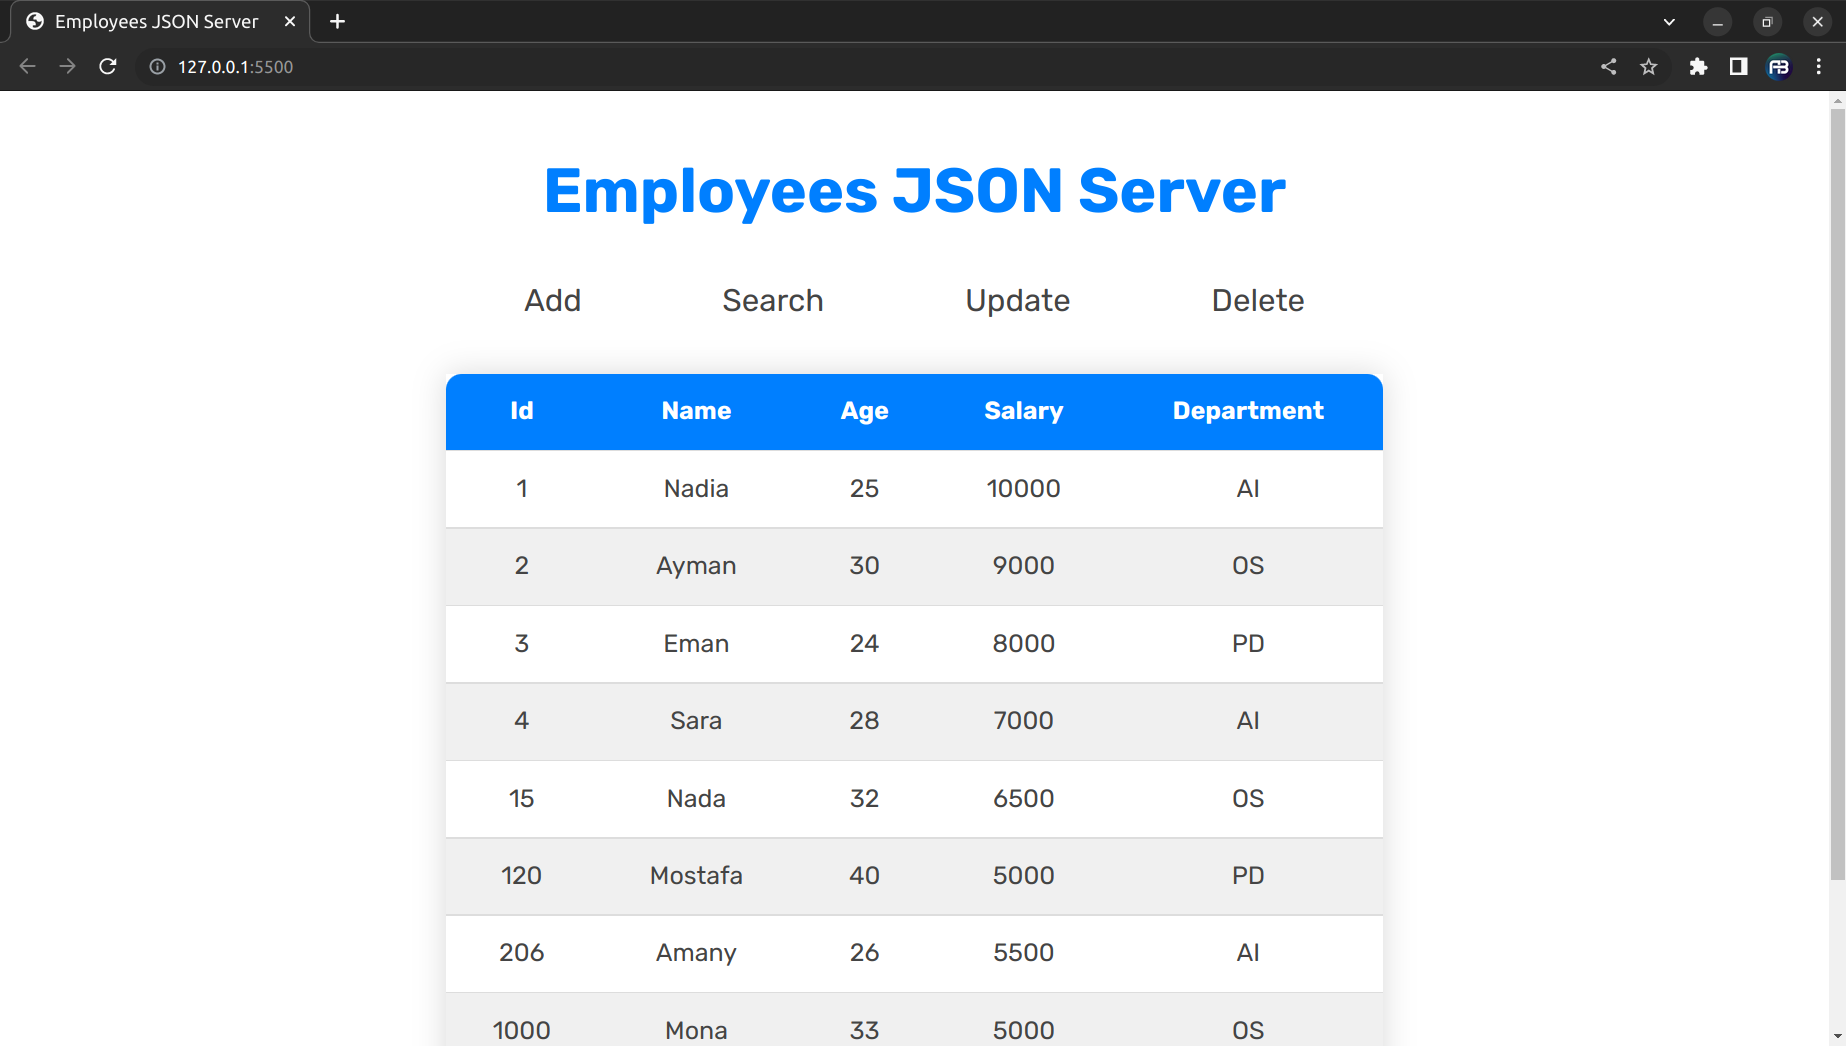 Employees JSON Server
127.0.0.1:5500
Employees JSON Server
Add Search Update Delete
Id Name Age Salary Department
1 Nadia 25 10000 AI
2 Ayman 30 9000 OS
3 Eman 24 8000 PD
4 Sara 28 7000 AI
15 Nada 32 6500 OS
120 Mostafa 40 5000 PD
206 Amany 26 5500 AI
1000 Mona 33 5000 OS